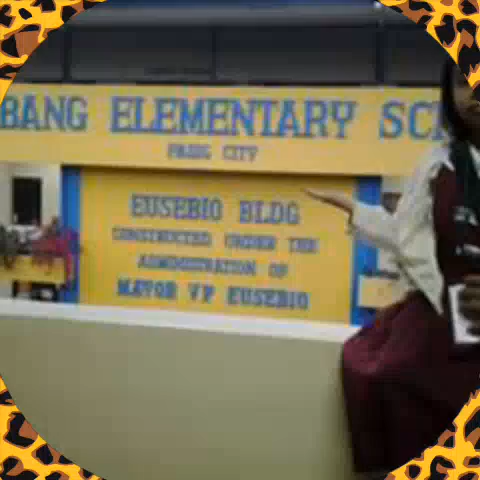 BANG ELEMENTARY SC
PASIG CITY
EUSEBIO BLDG
CONSTRUCTED UNDER THE
ADMINISTRATION OF
MAYOR VP EUSEBIO